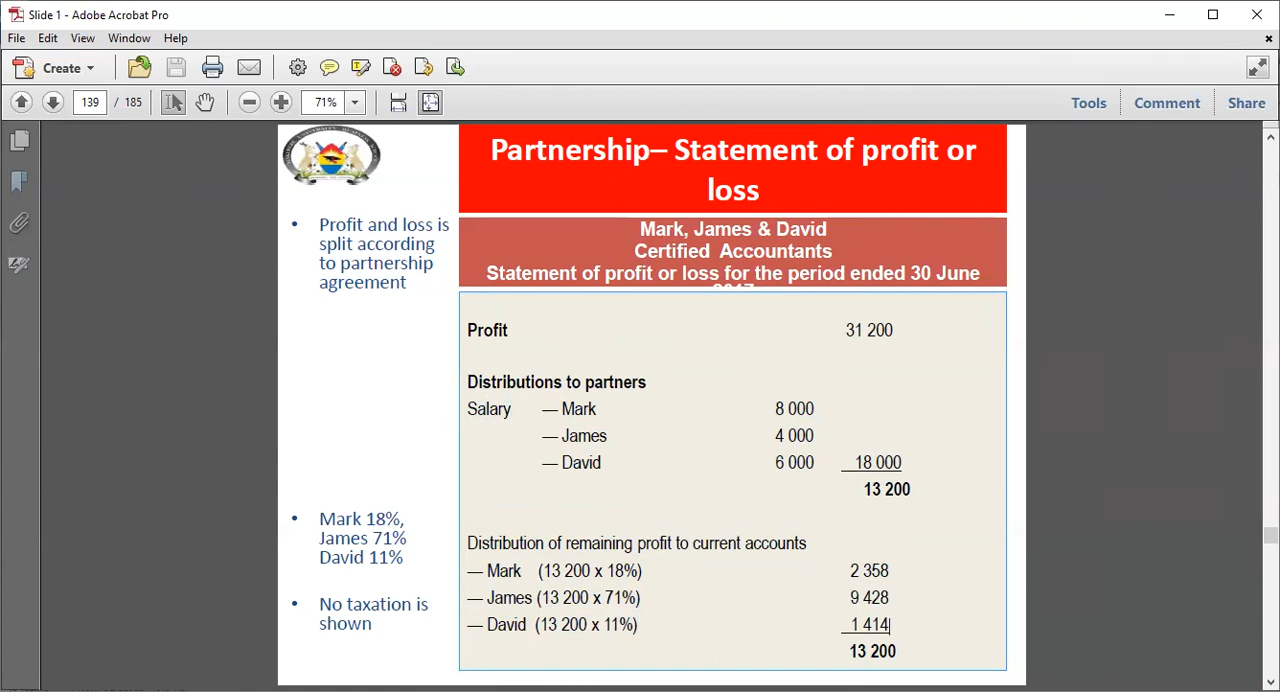 Slide 1 - Adobe Acrobat Pro
File Edit View Window Help
Create
139 / 185 71% Tools Comment Share
Partnership– Statement of profit or
loss
Mark, James & David
Certified Accountants
Statement of profit or loss for the period ended 30 June
• Profit and loss is
split according
to partnership
agreement
Profit 31 200
Distributions to partners
Salary — Mark 8 000
— James 4 000
— David 6 000 18 000
13 200
• Mark 18%,
James 71%
David 11%
• No taxation is
shown
Distribution of remaining profit to current accounts
— Mark (13 200 x 18%) 2 358
— James (13 200 x 71%) 9 428
— David (13 200 x 11%) 1 414
13 200